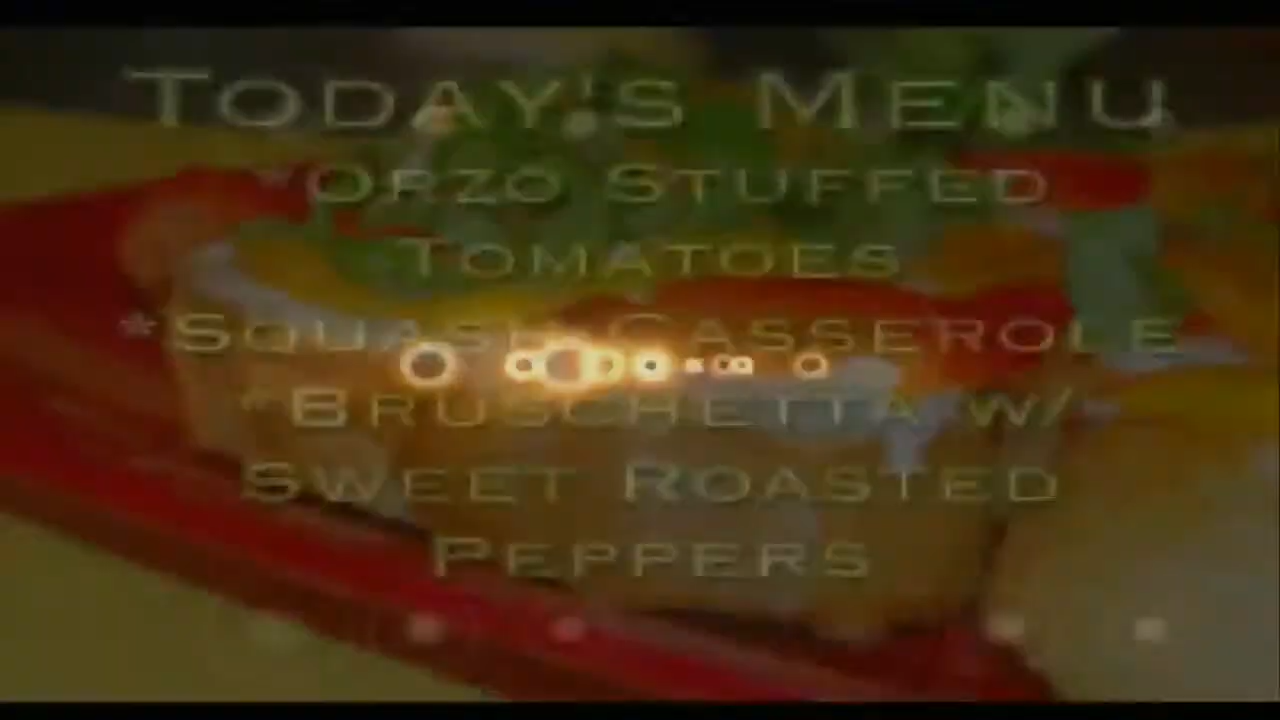 TODAY'S MENU
*ORZO STUFFED
TOMATOES
*SQUASH CASSEROLE
*BRUSCHETTA W/
SWEET ROASTED
PEPPERS